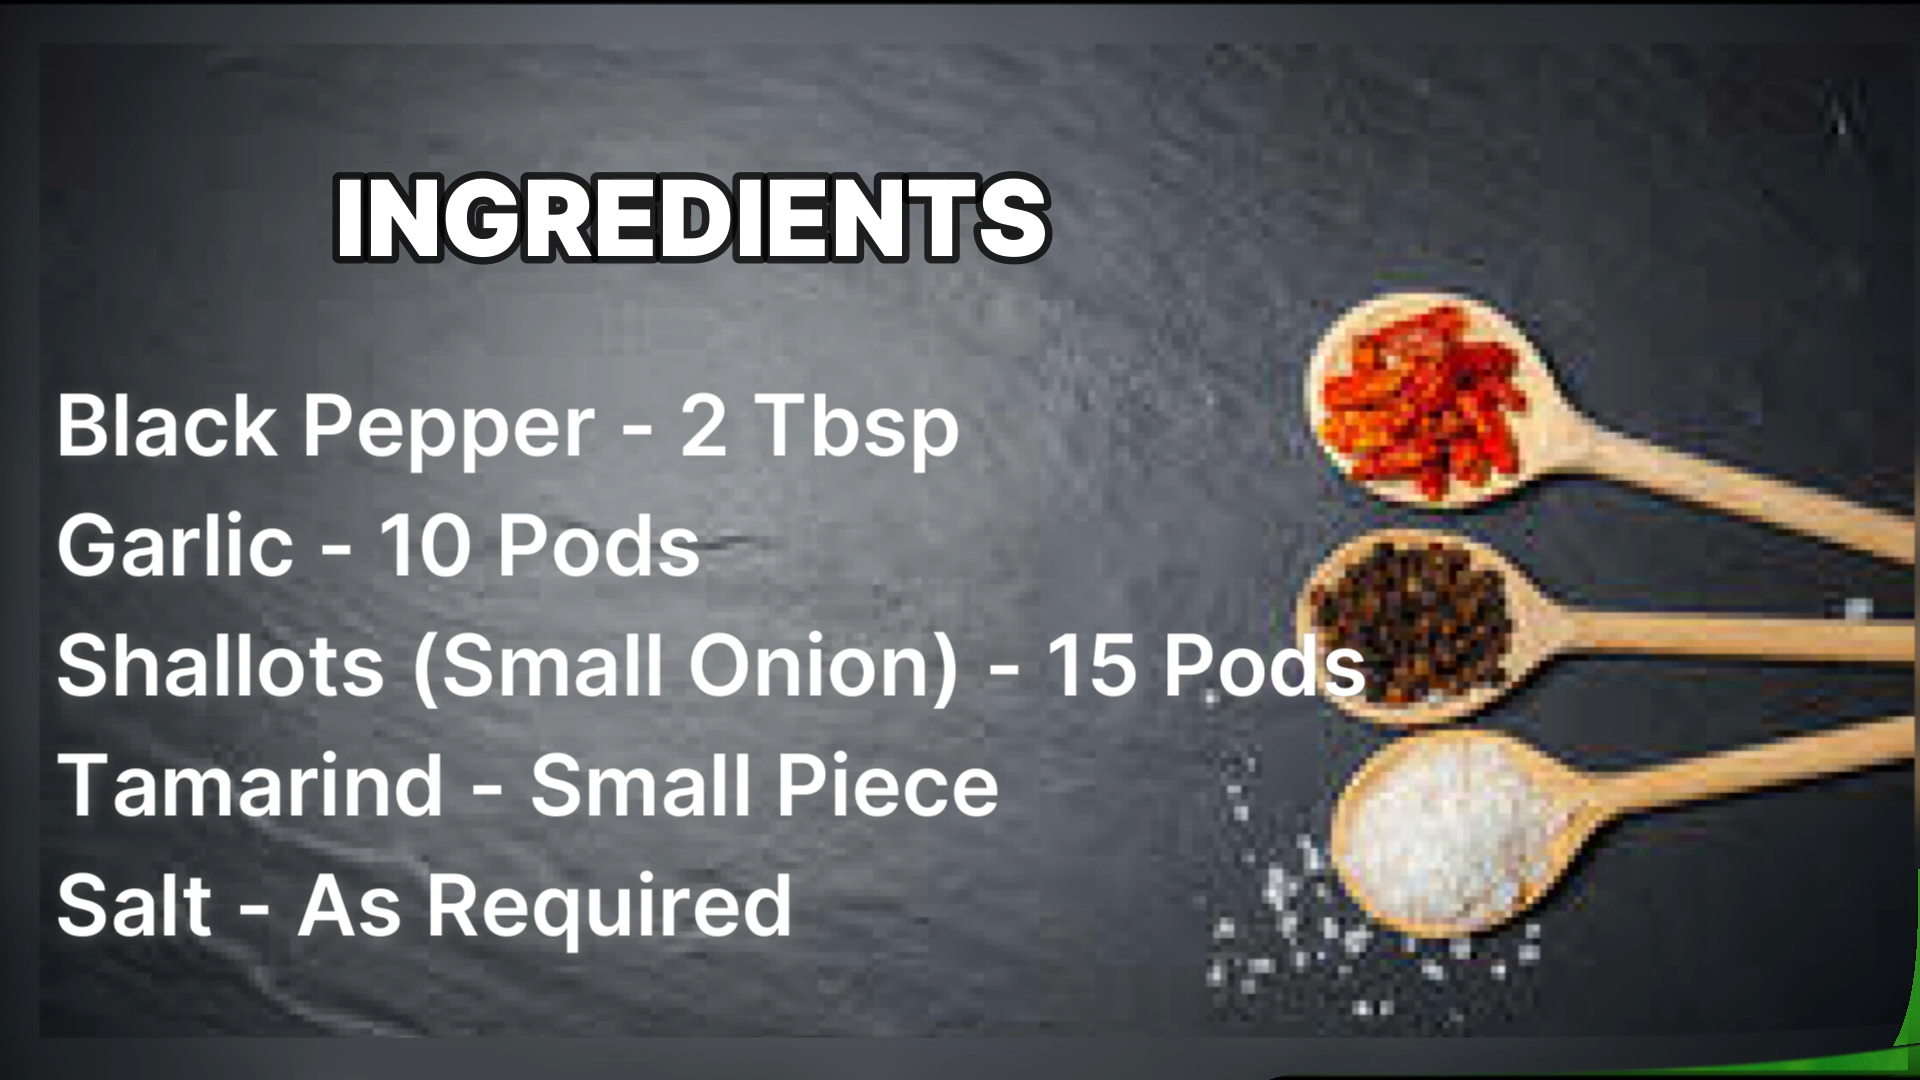 INGREDIENTS
Black Pepper - 2 Tbsp
Garlic - 10 Pods
Shallots (Small Onion) - 15 Pods
Tamarind - Small Piece
Salt - As Required